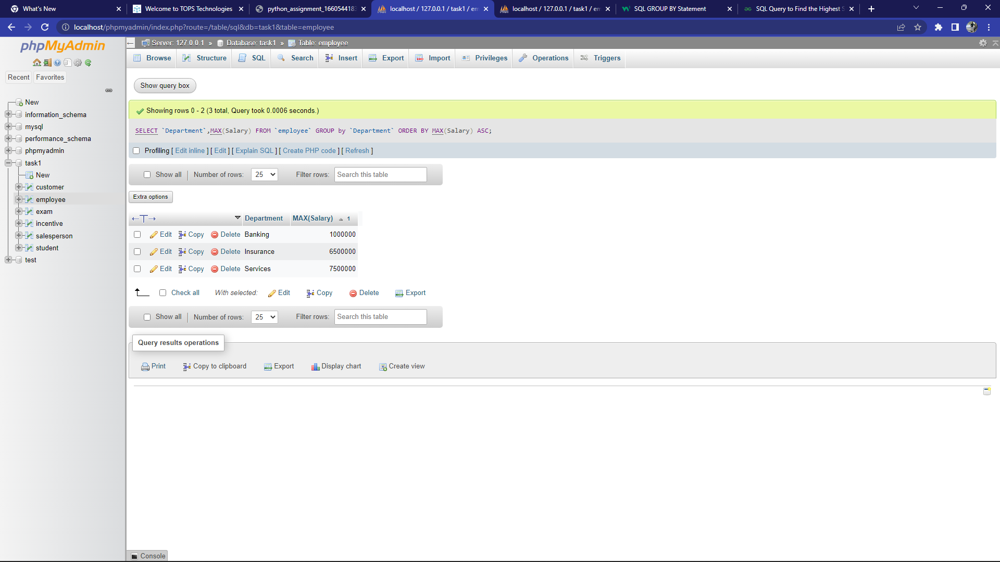 What's New
Welcome to TOPS Technologies
python_assignment_1660544183
localhost / 127.0.0.1 / task1 / em
localhost / 127.0.0.1 / task1 / em
SQL GROUP BY Statement
SQL Query to Find the Highest S
localhost/phpmyadmin/index.php?route=/table/sql&db=task1&table=employee
phpMyAdmin
Recent Favorites
New
information_schema
mysql
performance_schema
phpmyadmin
task1
New
customer
employee
exam
incentive
salesperson
student
test
Server: 127.0.0.1 » Database: task1 » Table: employee
Browse Structure SQL Search Insert Export Import Privileges Operations Triggers
Show query box
Showing rows 0 - 2 (3 total, Query took 0.0006 seconds.)
SELECT `Department`,MAX(Salary) FROM `employee` GROUP by `Department` ORDER BY MAX(Salary) ASC;
Profiling [ Edit inline ] [ Edit ] [ Explain SQL ] [ Create PHP code ] [ Refresh ]
Show all Number of rows: 25 Filter rows: Search this table
Extra options
←T→ Department MAX(Salary) 1
Edit Copy Delete Banking 1000000
Edit Copy Delete Insurance 6500000
Edit Copy Delete Services 7500000
Check all With selected: Edit Copy Delete Export
Show all Number of rows: 25 Filter rows: Search this table
Query results operations
Print Copy to clipboard Export Display chart Create view
Console